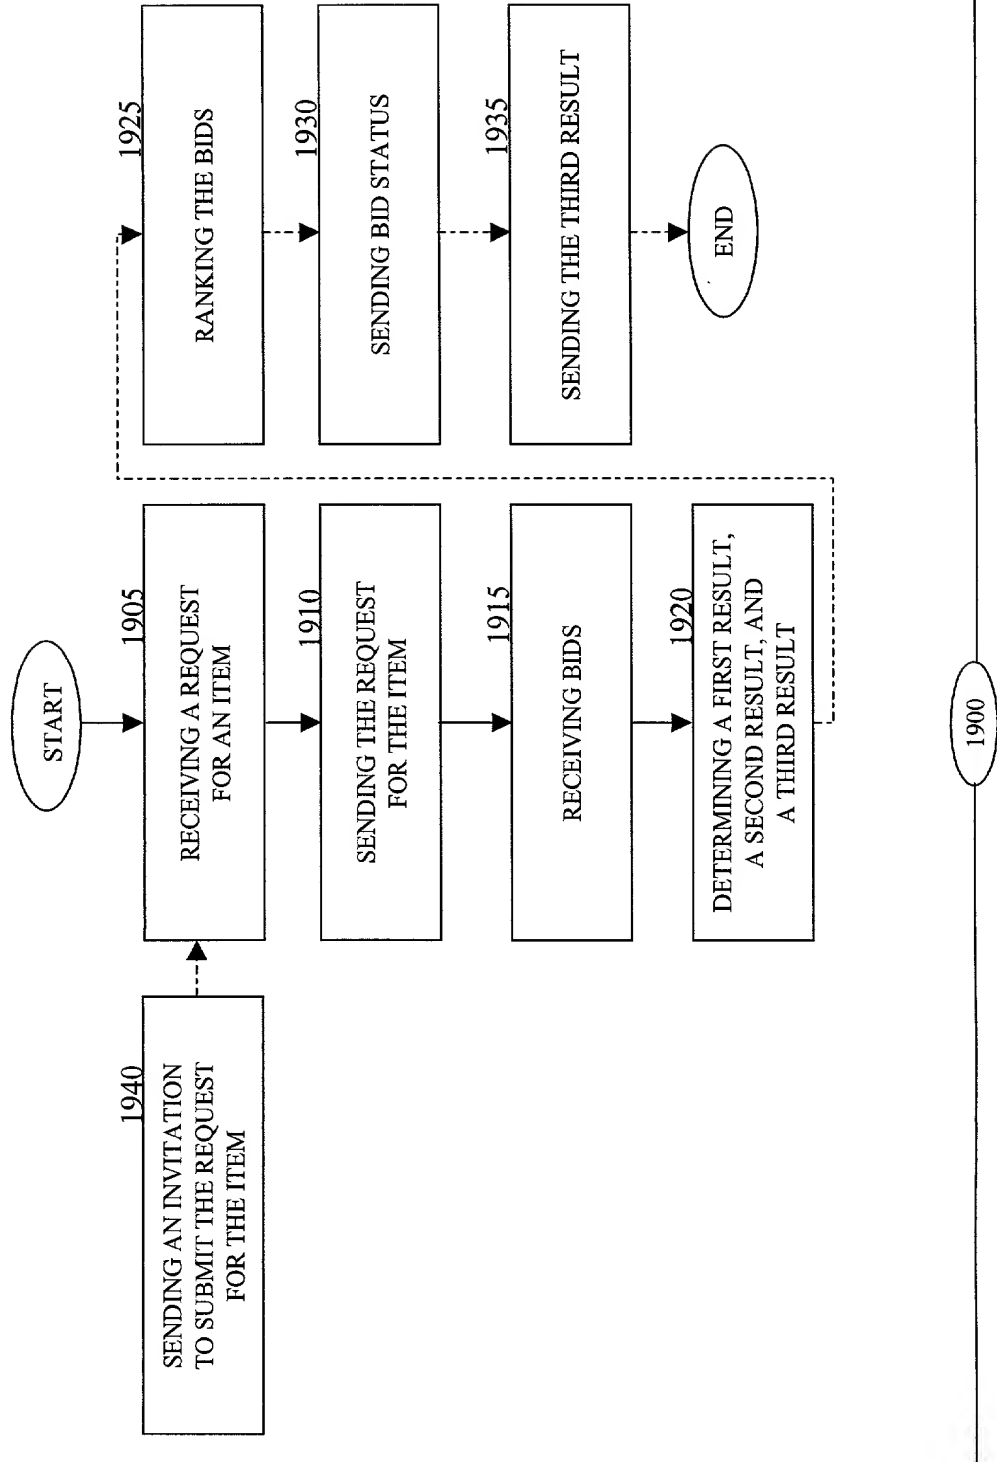 START
1940
SENDING AN INVITATION
TO SUBMIT THE REQUEST
FOR THE ITEM
1905
RECEIVING A REQUEST
FOR AN ITEM
1910
SENDING THE REQUEST
FOR THE ITEM
1915
RECEIVING BIDS
1920
DETERMINING A FIRST RESULT,
A SECOND RESULT, AND
A THIRD RESULT
1925
RANKING THE BIDS
1930
SENDING BID STATUS
1935
SENDING THE THIRD RESULT
END
1900